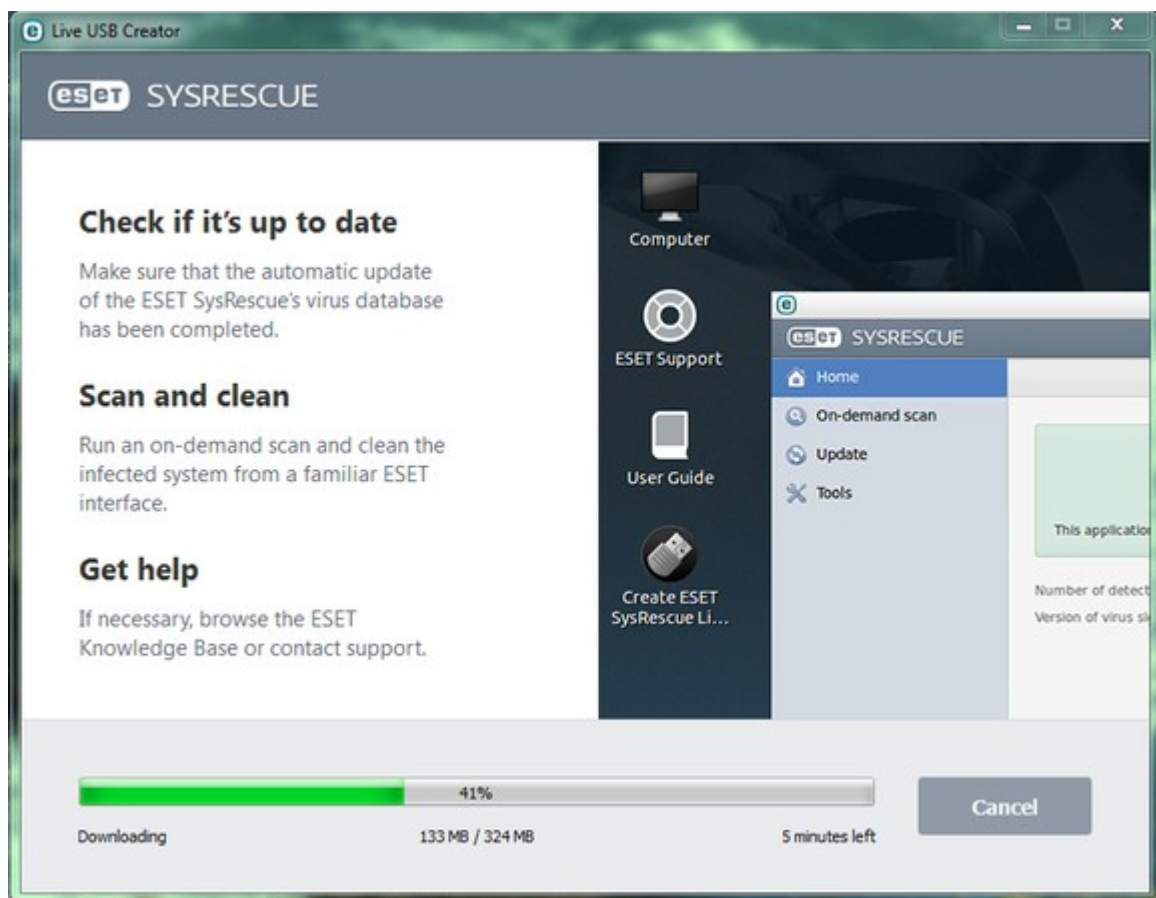 Live USB Creator
eset SYSRESCUE
Check if it's up to date
Make sure that the automatic update
of the ESET SysRescue's virus database
has been completed.
Scan and clean
Run an on-demand scan and clean the
infected system from a familiar ESET
interface.
Get help
If necessary, browse the ESET
Knowledge Base or contact support.
Computer
ESET Support
User Guide
Create ESET
SysRescue Li...
e
eset SYSRESCUE
Home
On-demand scan
Update
Tools
This application
Number of detect
Version of virus si
41%
Downloading
133 MB / 324 MB
5 minutes left
Cancel